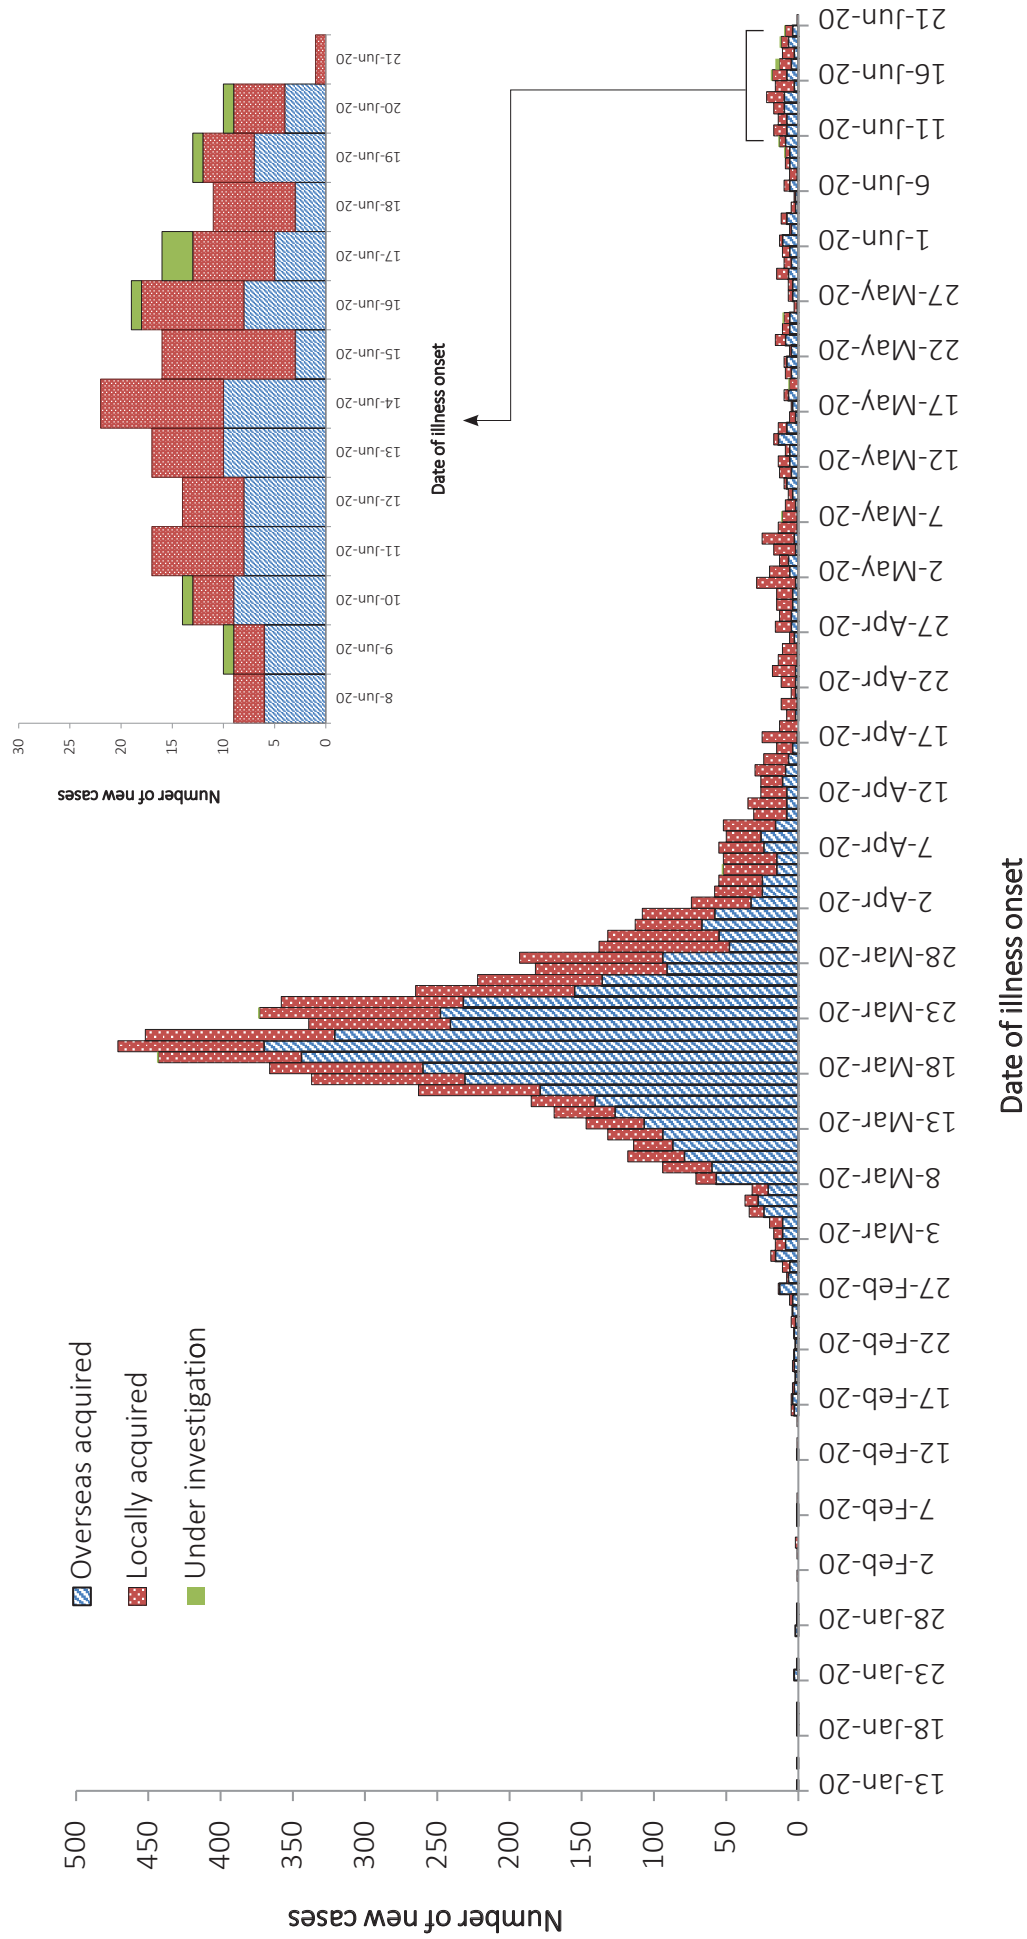 Number of new cases
500
450
400
350
300
250
200
150
100
50
0
Overseas acquired
Locally acquired
Under investigation
13-Jan-20
18-Jan-20
23-Jan-20
28-Jan-20
2-Feb-20
7-Feb-20
12-Feb-20
17-Feb-20
22-Feb-20
27-Feb-20
3-Mar-20
8-Mar-20
13-Mar-20
18-Mar-20
23-Mar-20
28-Mar-20
2-Apr-20
7-Apr-20
12-Apr-20
17-Apr-20
22-Apr-20
27-Apr-20
2-May-20
7-May-20
12-May-20
17-May-20
22-May-20
27-May-20
1-Jun-20
6-Jun-20
11-Jun-20
16-Jun-20
21-Jun-20
Date of illness onset
Number of new cases
30
25
20
15
10
5
0
8-Jun-20
9-Jun-20
10-Jun-20
11-Jun-20
12-Jun-20
13-Jun-20
14-Jun-20
15-Jun-20
16-Jun-20
17-Jun-20
18-Jun-20
19-Jun-20
20-Jun-20
21-Jun-20
Date of illness onset